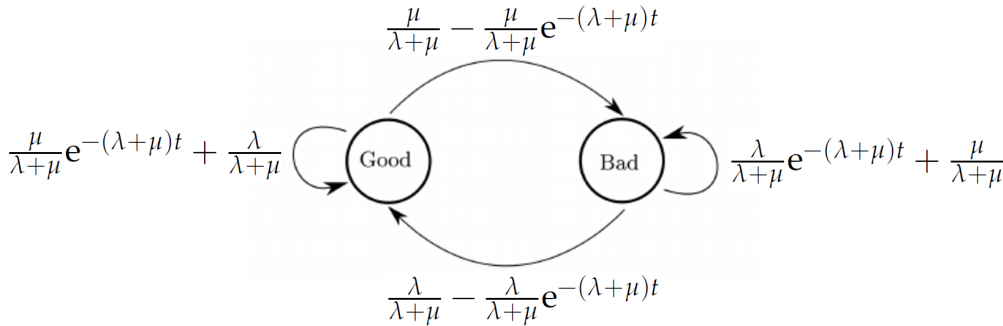 μ/(λ+μ) − μ/(λ+μ) e^−(λ+μ)t
μ/(λ+μ) e^−(λ+μ)t + λ/(λ+μ)
Good
Bad
λ/(λ+μ) e^−(λ+μ)t + μ/(λ+μ)
λ/(λ+μ) − λ/(λ+μ) e^−(λ+μ)t